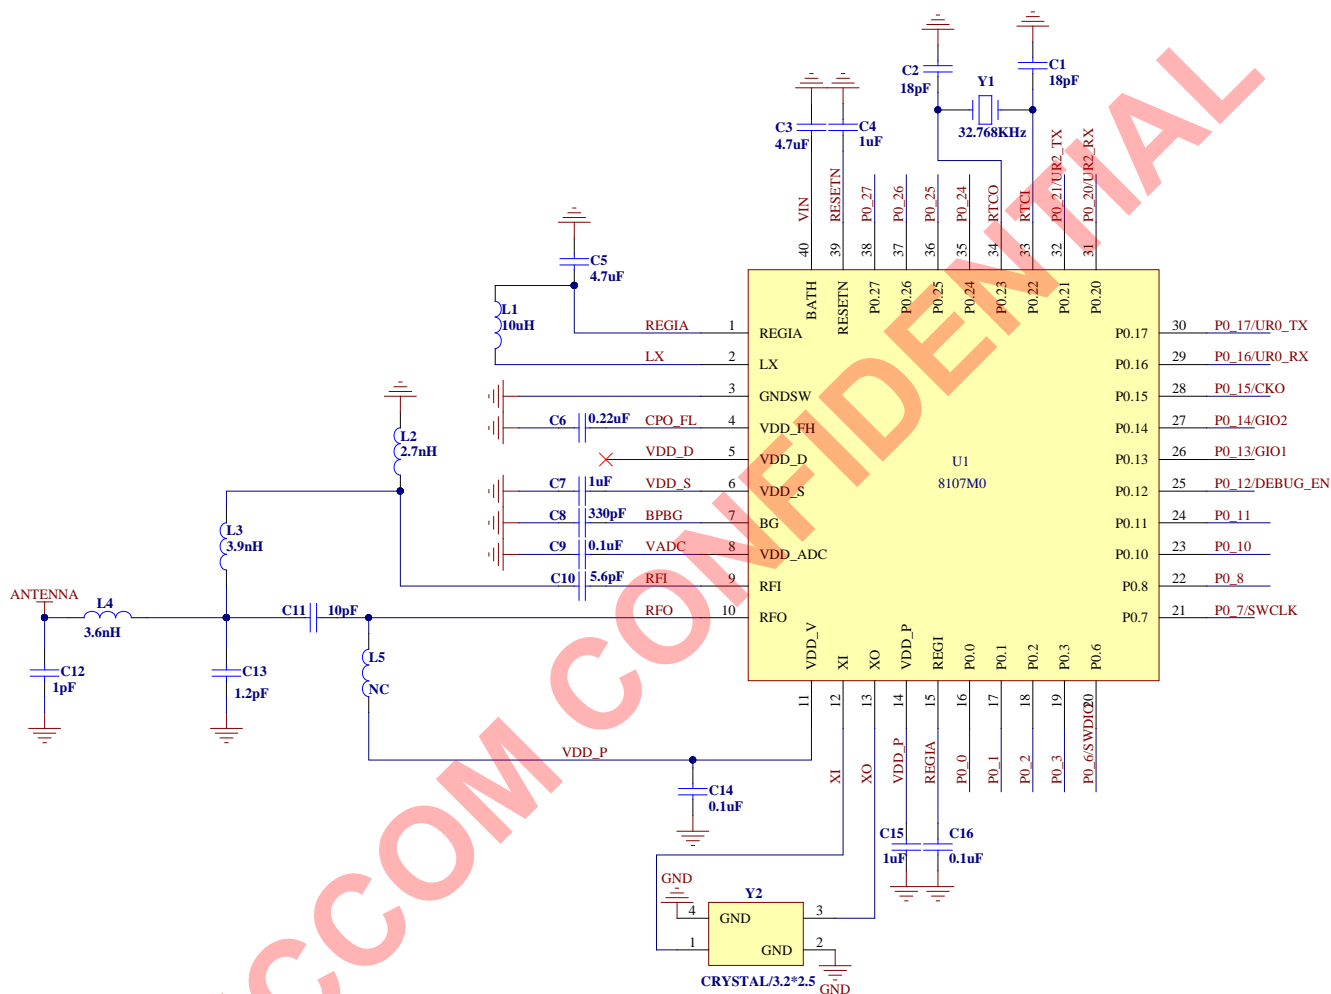 C2
18pF
Y1
32.768KHz
C1
18pF
C3
4.7uF
C4
1uF
VIN
RESETN
P0_27
P0_26
P0_25
P0_24
RTCO
RTCI
P0_21/UR2_TX
P0_20/UR2_RX
40
39
38
37
36
35
34
33
32
31
BATH
RESETN
P0.27
P0.26
P0.25
P0.24
P0.23
P0.22
P0.21
P0.20
C5
4.7uF
L1
10uH
REGIA 1 REGIA
LX 2 LX
3 GNDSW
C6 0.22uF CPO_FL 4 VDD_FH
VDD_D 5 VDD_D
C7 1uF VDD_S 6 VDD_S
C8 330pF BPBG 7 BG
C9 0.1uF VADC 8 VDD_ADC
C10 5.6pF RFI 9 RFI
RFO 10 RFO
L2
2.7nH
L3
3.9nH
ANTENNA
L4
3.6nH
C11 10pF
C12
1pF
C13
1.2pF
L5
NC
VDD_P
C14
0.1uF
U1
8107M0
P0.17 30 P0_17/UR0_TX
P0.16 29 P0_16/UR0_RX
P0.15 28 P0_15/CKO
P0.14 27 P0_14/GIO2
P0.13 26 P0_13/GIO1
P0.12 25 P0_12/DEBUG_EN
P0.11 24 P0_11
P0.10 23 P0_10
P0.8 22 P0_8
P0.7 21 P0_7/SWCLK
VDD_V
XI
XO
VDD_P
REGI
P0.0
P0.1
P0.2
P0.3
P0.6
11
12
13
14
15
16
17
18
19
20
XI
XO
VDD_P
REGIA
P0_0
P0_1
P0_2
P0_3
P0_6/SWDIO
C15
1uF
C16
0.1uF
GND
Y2
4 GND 3
1 GND 2
CRYSTAL/3.2*2.5
GND
CCOM CONFIDENTIAL